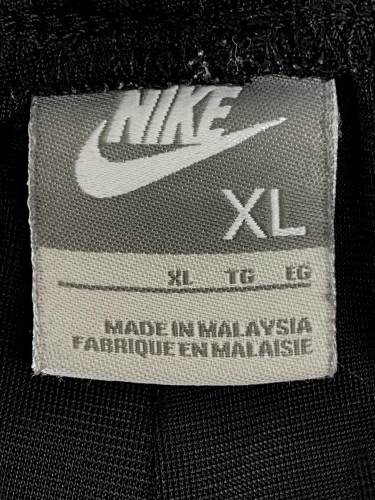 NIKE
XL
XL TG EG
MADE IN MALAYSIA
FABRIQUE EN MALAISIE